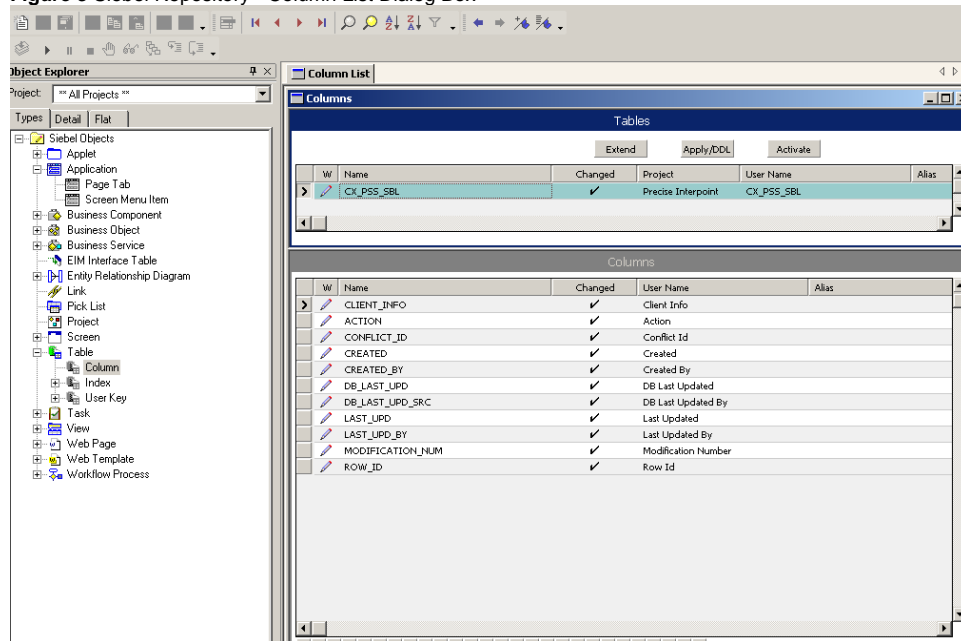 Figure 3 Siebel Repository - Column List Dialog Box
Object Explorer
Project: ** All Projects **
Types Detail Flat
Siebel Objects
Applet
Application
Page Tab
Screen Menu Item
Business Component
Business Object
Business Service
EIM Interface Table
Entity Relationship Diagram
Link
Pick List
Project
Screen
Table
Column
Index
User Key
Task
View
Web Page
Web Template
Workflow Process
Column List
Columns
Tables
Extend Apply/DDL Activate
W Name Changed Project User Name Alias
CX_PSS_SBL Precise Interpoint CX_PSS_SBL
Columns
W Name Changed User Name Alias
CLIENT_INFO Client Info
ACTION Action
CONFLICT_ID Conflict Id
CREATED Created
CREATED_BY Created By
DB_LAST_UPD DB Last Updated
DB_LAST_UPD_SRC DB Last Updated By
LAST_UPD Last Updated
LAST_UPD_BY Last Updated By
MODIFICATION_NUM Modification Number
ROW_ID Row Id